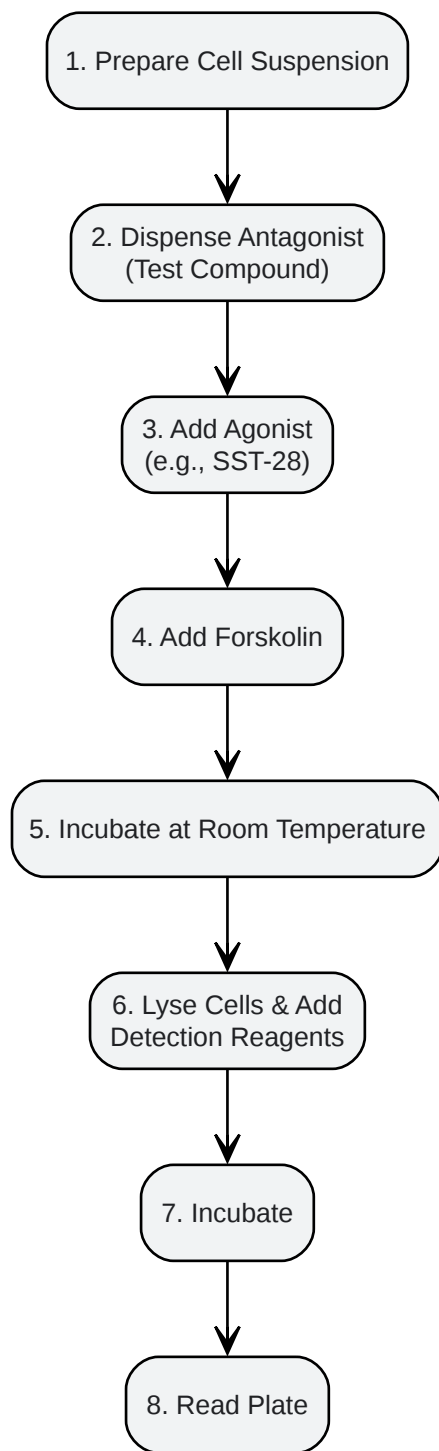 1. Prepare Cell Suspension
2. Dispense Antagonist
(Test Compound)
3. Add Agonist
(e.g., SST-28)
4. Add Forskolin
5. Incubate at Room Temperature
6. Lyse Cells & Add
Detection Reagents
7. Incubate
8. Read Plate